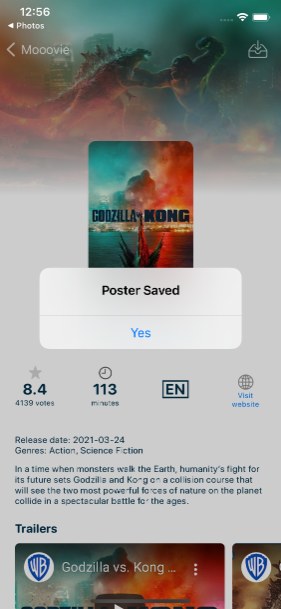 12:56
Photos
Mooovie
GODZILLA VS KONG
Poster Saved
Yes
8.4
4139 votes
113
minutes
EN
Visit
website
Release date: 2021-03-24
Genres: Action, Science Fiction
In a time when monsters walk the Earth, humanity's fight for
its future sets Godzilla and Kong on a collision course that
will see the two most powerful forces of nature on the planet
collide in a spectacular battle for the ages.
Trailers
Godzilla vs. Kong ...